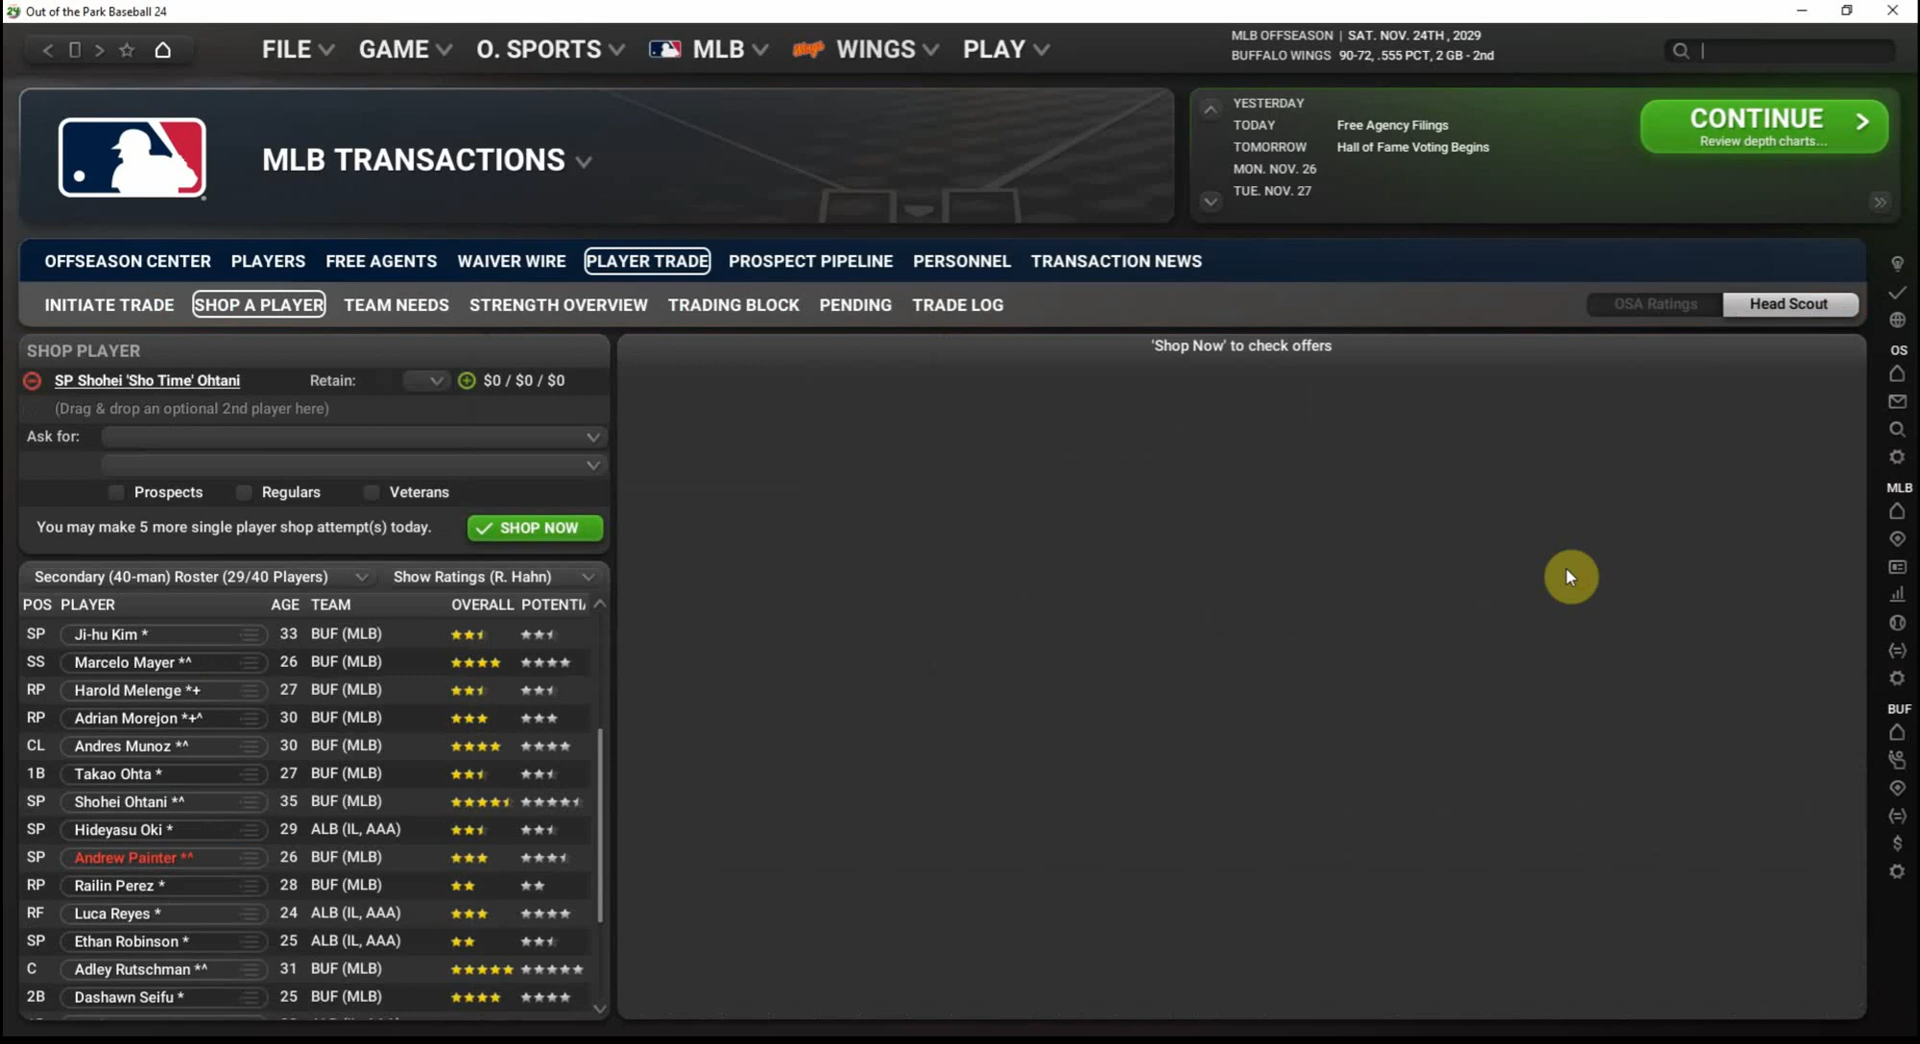 Out of the Park Baseball 24
FILE GAME O. SPORTS MLB WINGS PLAY
MLB OFFSEASON | SAT. NOV. 24TH , 2029
BUFFALO WINGS 90-72, .555 PCT, 2 GB - 2nd
MLB TRANSACTIONS
YESTERDAY
TODAY Free Agency Filings
TOMORROW Hall of Fame Voting Begins
MON. NOV. 26
TUE. NOV. 27
CONTINUE
Review depth charts...
OFFSEASON CENTER PLAYERS FREE AGENTS WAIVER WIRE PLAYER TRADE PROSPECT PIPELINE PERSONNEL TRANSACTION NEWS
INITIATE TRADE SHOP A PLAYER TEAM NEEDS STRENGTH OVERVIEW TRADING BLOCK PENDING TRADE LOG
OSA Ratings Head Scout
SHOP PLAYER
SP Shohei 'Sho Time' Ohtani Retain: $0 / $0 / $0
(Drag & drop an optional 2nd player here)
Ask for:
Prospects Regulars Veterans
You may make 5 more single player shop attempt(s) today. SHOP NOW
'Shop Now' to check offers
Secondary (40-man) Roster (29/40 Players) Show Ratings (R. Hahn)
POS PLAYER AGE TEAM OVERALL POTENTI
SP Ji-hu Kim * 33 BUF (MLB)
SS Marcelo Mayer *^ 26 BUF (MLB)
RP Harold Melenge *+ 27 BUF (MLB)
RP Adrian Morejon *+^ 30 BUF (MLB)
CL Andres Munoz *^ 30 BUF (MLB)
1B Takao Ohta * 27 BUF (MLB)
SP Shohei Ohtani *^ 35 BUF (MLB)
SP Hideyasu Oki * 29 ALB (IL, AAA)
SP Andrew Painter *^ 26 BUF (MLB)
RP Railin Perez * 28 BUF (MLB)
RF Luca Reyes * 24 ALB (IL, AAA)
SP Ethan Robinson * 25 ALB (IL, AAA)
C Adley Rutschman *^ 31 BUF (MLB)
2B Dashawn Seifu * 25 BUF (MLB)
OS
MLB
BUF